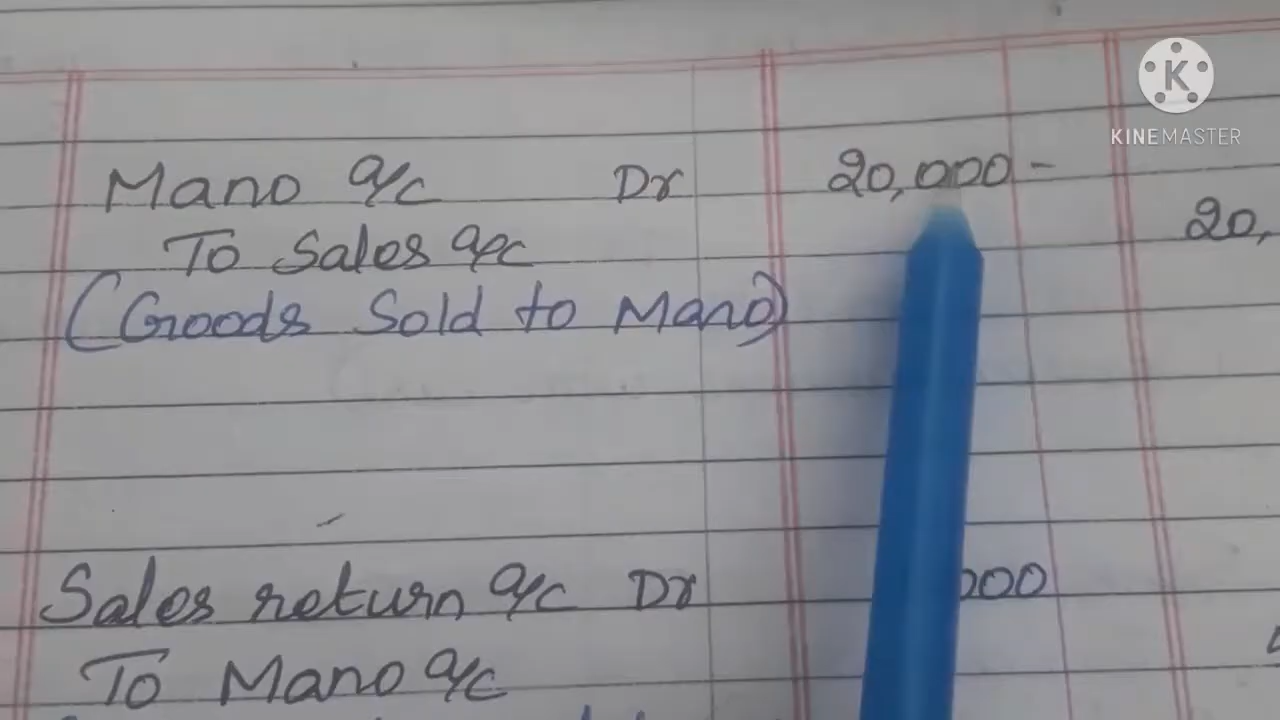 K
KINEMASTER
Mano a/c Dr 20,000 -
To Sales a/c 20,
(Goods Sold to Mano)
Sales return a/c Dr 000
To Mano a/c